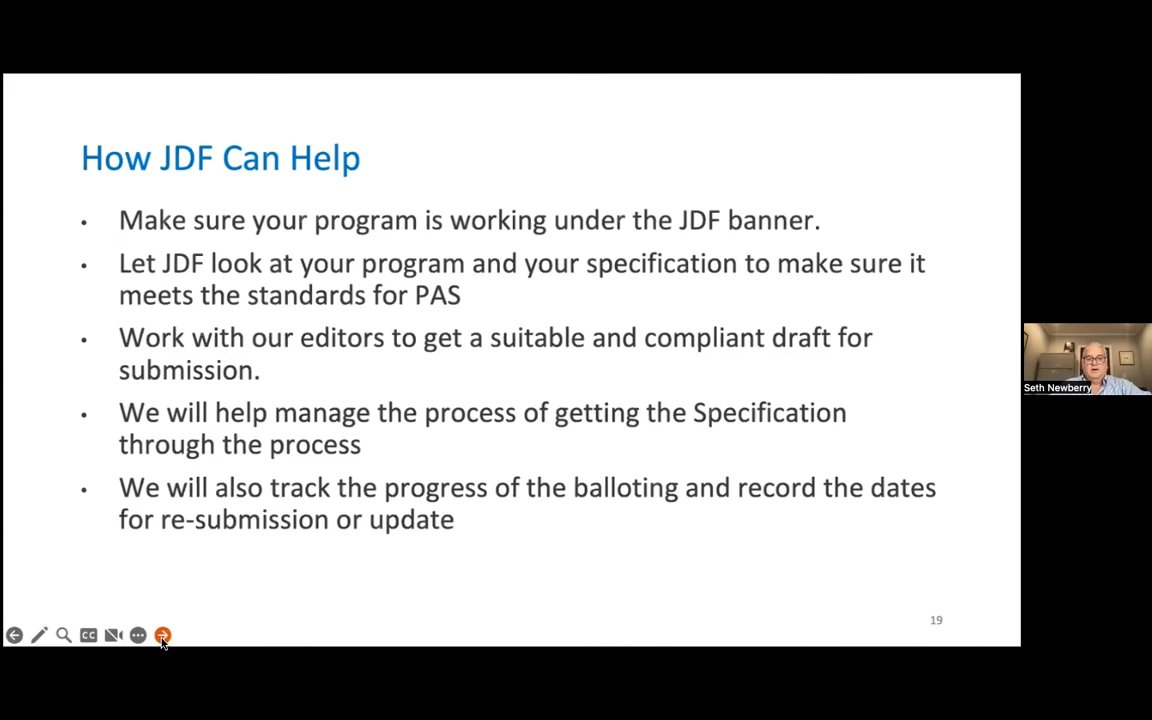 How JDF Can Help
• Make sure your program is working under the JDF banner.
• Let JDF look at your program and your specification to make sure it
meets the standards for PAS
• Work with our editors to get a suitable and compliant draft for
submission.
• We will help manage the process of getting the Specification
through the process
• We will also track the progress of the balloting and record the dates
for re-submission or update
Seth Newberry
19
CC